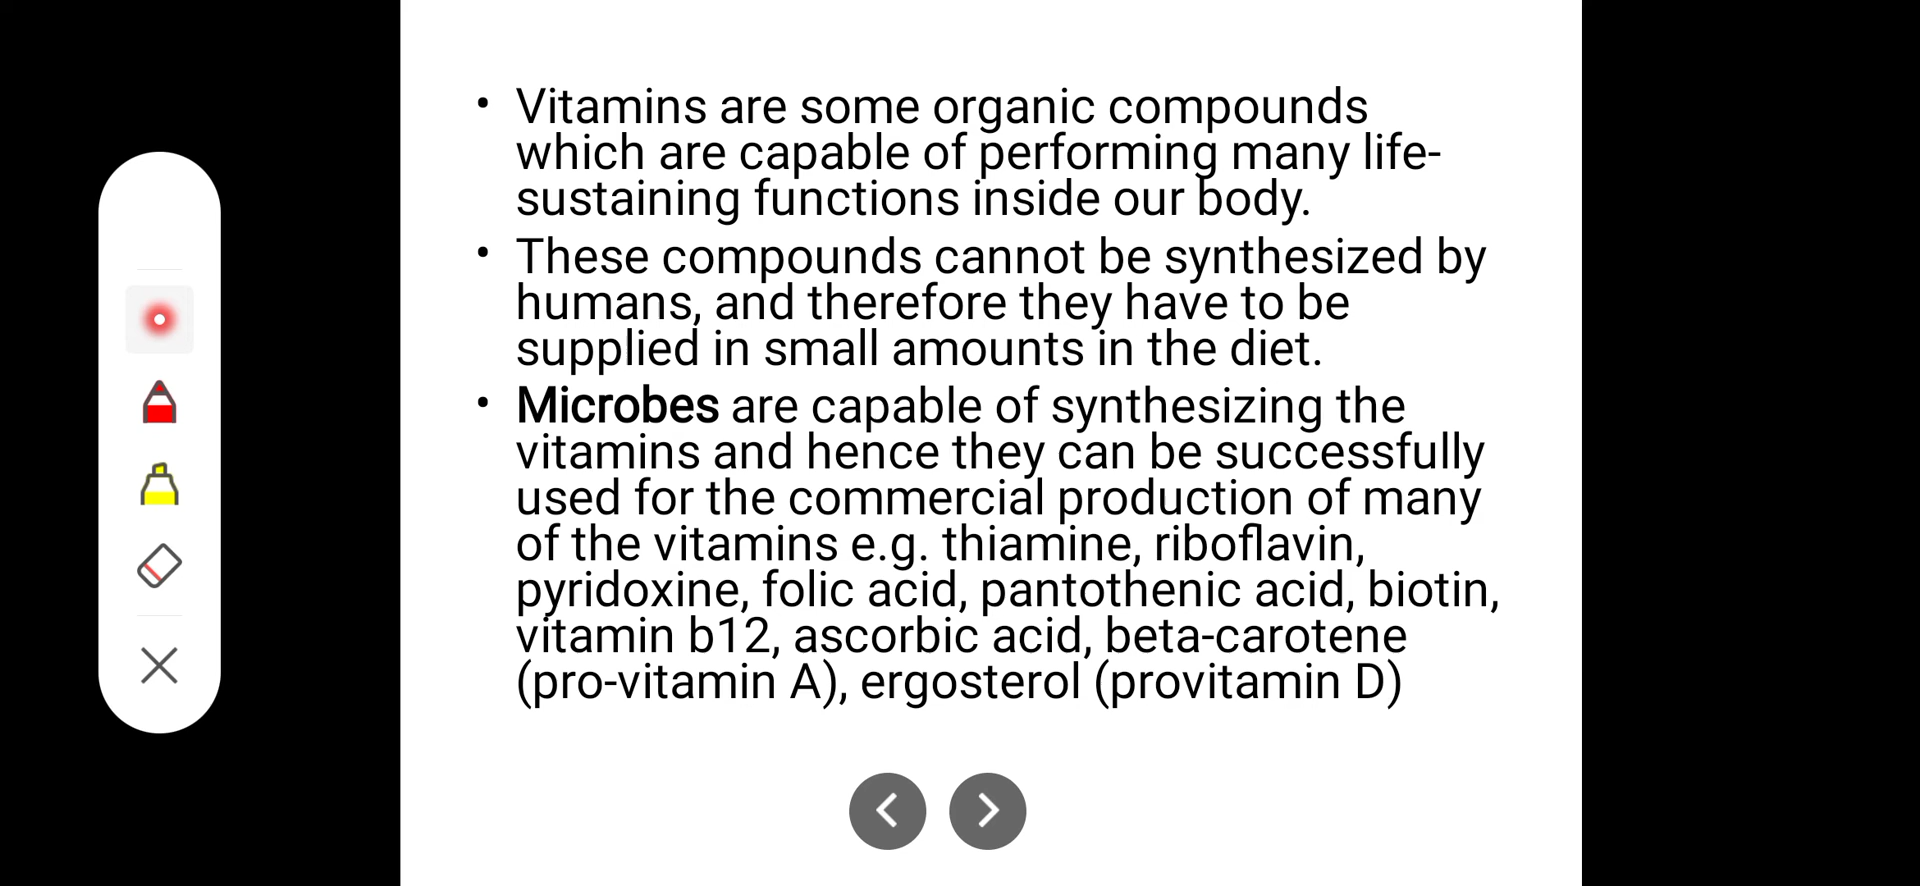 • Vitamins are some organic compounds
which are capable of performing many life-
sustaining functions inside our body.
• These compounds cannot be synthesized by
humans, and therefore they have to be
supplied in small amounts in the diet.
• Microbes are capable of synthesizing the
vitamins and hence they can be successfully
used for the commercial production of many
of the vitamins e.g. thiamine, riboflavin,
pyridoxine, folic acid, pantothenic acid, biotin,
vitamin b12, ascorbic acid, beta-carotene
(pro-vitamin A), ergosterol (provitamin D)